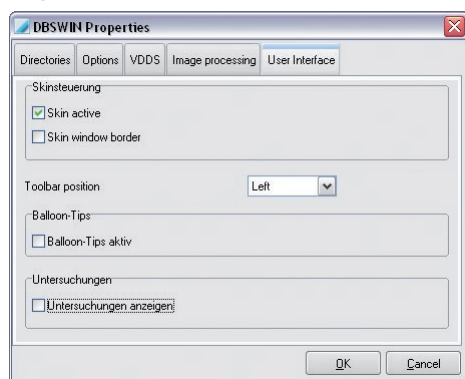 DBSWIN Properties
Directories Options VDDS Image processing User Interface
Skinsteuerung
Skin active
Skin window border
Toolbar position Left
Balloon-Tips
Balloon-Tips aktiv
Untersuchungen
Untersuchungen anzeigen
OK Cancel